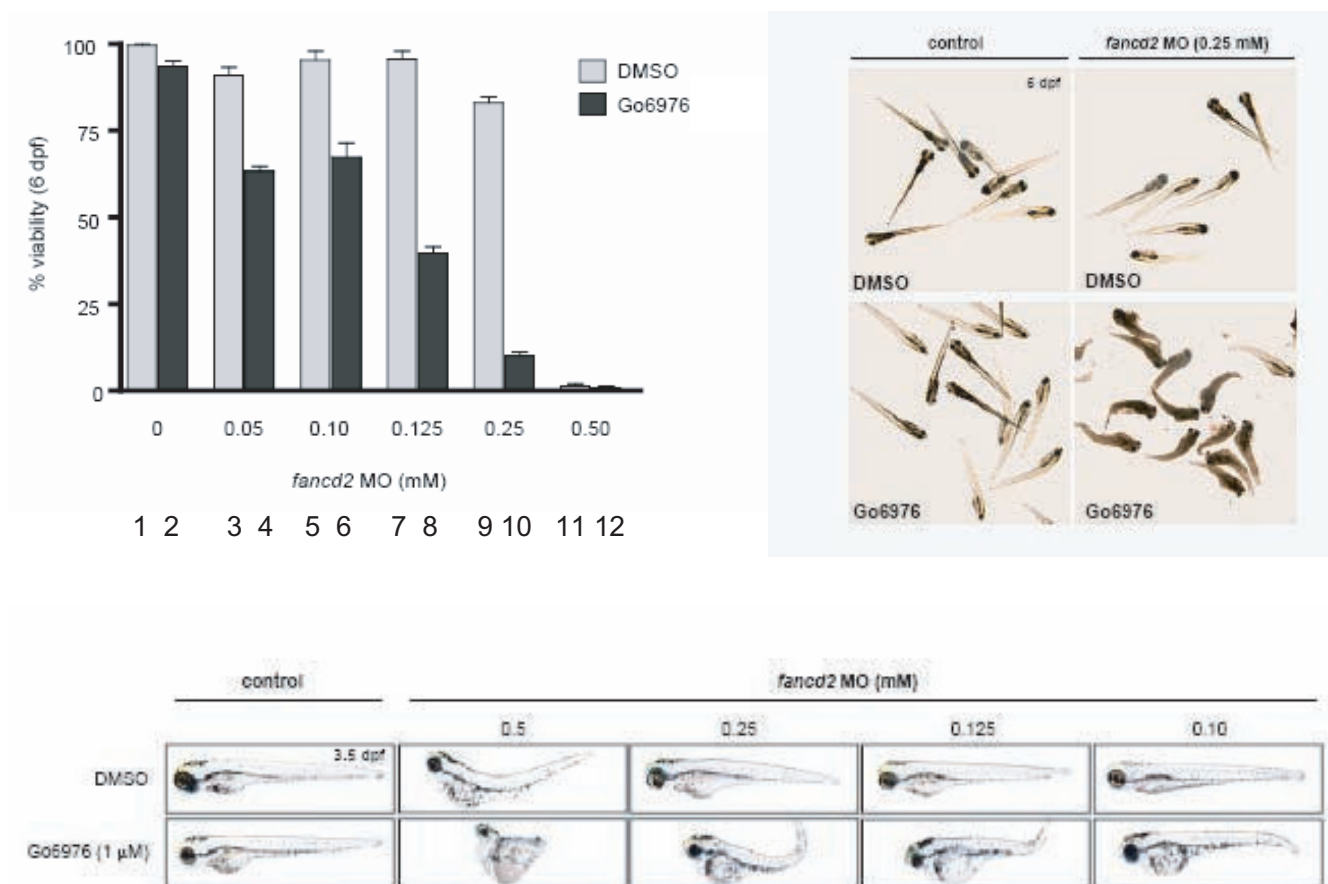 100
75
50
25
0
% viability (6 dpf)
DMSO
Go6976
0 0.05 0.10 0.125 0.25 0.50
fancd2 MO (mM)
1 2 3 4 5 6 7 8 9 10 11 12
control fancd2 MO (0.25 mM)
6 dpf
DMSO DMSO
Go6976 Go6976
control fancd2 MO (mM)
0.5 0.25 0.125 0.10
3.5 dpf
DMSO
Go6976 (1 µM)